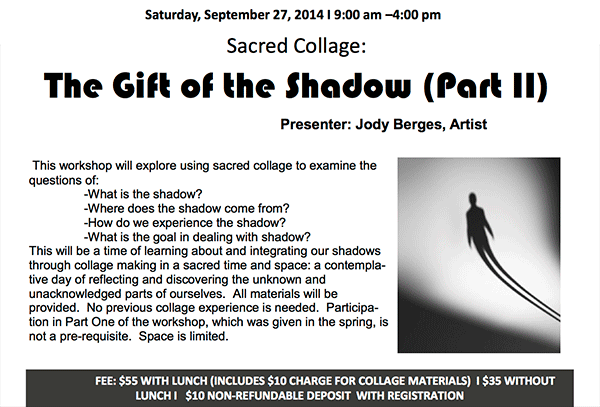 Saturday, September 27, 2014 I 9:00 am –4:00 pm
Sacred Collage:
The Gift of the Shadow (Part II)
Presenter: Jody Berges, Artist
This workshop will explore using sacred collage to examine the
questions of:
-What is the shadow?
-Where does the shadow come from?
-How do we experience the shadow?
-What is the goal in dealing with shadow?
This will be a time of learning about and integrating our shadows
through collage making in a sacred time and space: a contempla-
tive day of reflecting and discovering the unknown and
unacknowledged parts of ourselves.  All materials will be
provided.  No previous collage experience is needed.  Participa-
tion in Part One of the workshop, which was given in the spring, is
not a pre-requisite.  Space is limited.
FEE: $55 WITH LUNCH (INCLUDES $10 CHARGE FOR COLLAGE MATERIALS)  I $35 WITHOUT
LUNCH I   $10 NON-REFUNDABLE DEPOSIT  WITH REGISTRATION